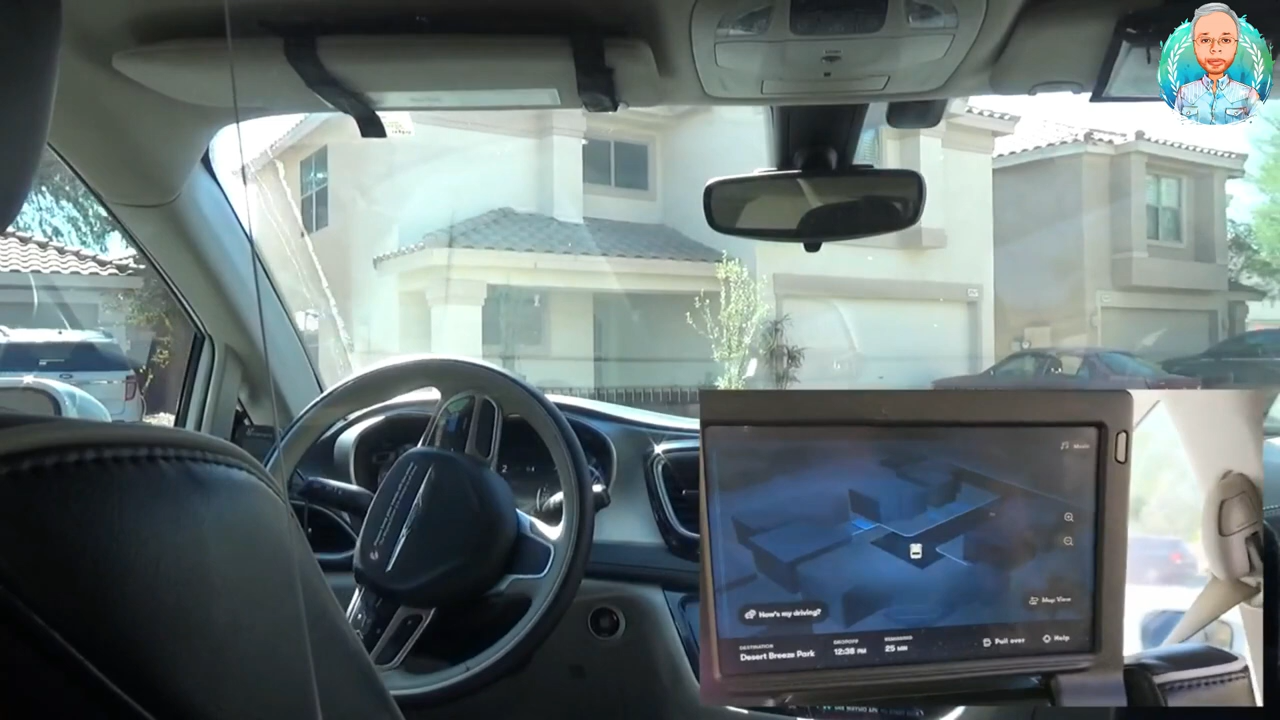 Music
Map View
How's my driving?
DESTINATION
Desert Breeze Park
DROPOFF
12:38 PM
REMAINING
25 MIN
Pull over
Help